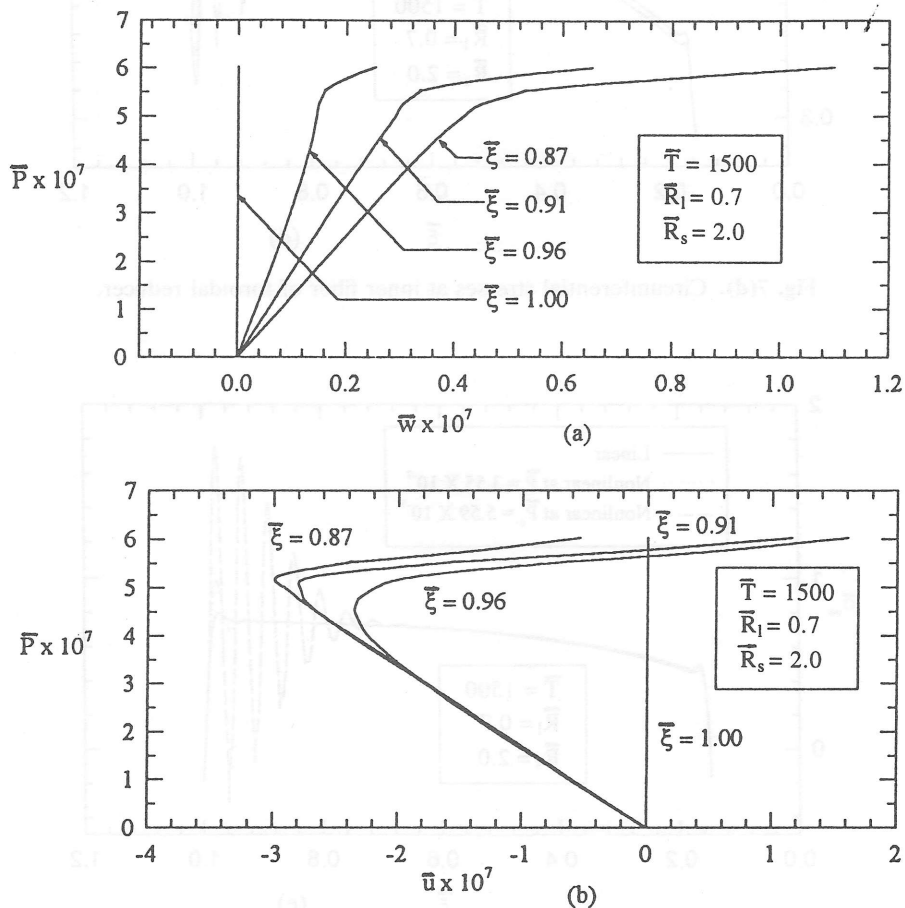 7
6
5
4
3
2
1
0
P̅ x 10⁷
ξ̅ = 0.87
ξ̅ = 0.91
ξ̅ = 0.96
ξ̅ = 1.00
T̅ = 1500
R̅ₗ = 0.7
R̅ₛ = 2.0
0.0 0.2 0.4 0.6 0.8 1.0 1.2
w̅ x 10⁷
(a)
7
6
5
4
3
2
1
0
P̅ x 10⁷
ξ̅ = 0.87
ξ̅ = 0.91
ξ̅ = 0.96
ξ̅ = 1.00
T̅ = 1500
R̅ₗ = 0.7
R̅ₛ = 2.0
-4 -3 -2 -1 0 1 2
u̅ x 10⁷
(b)